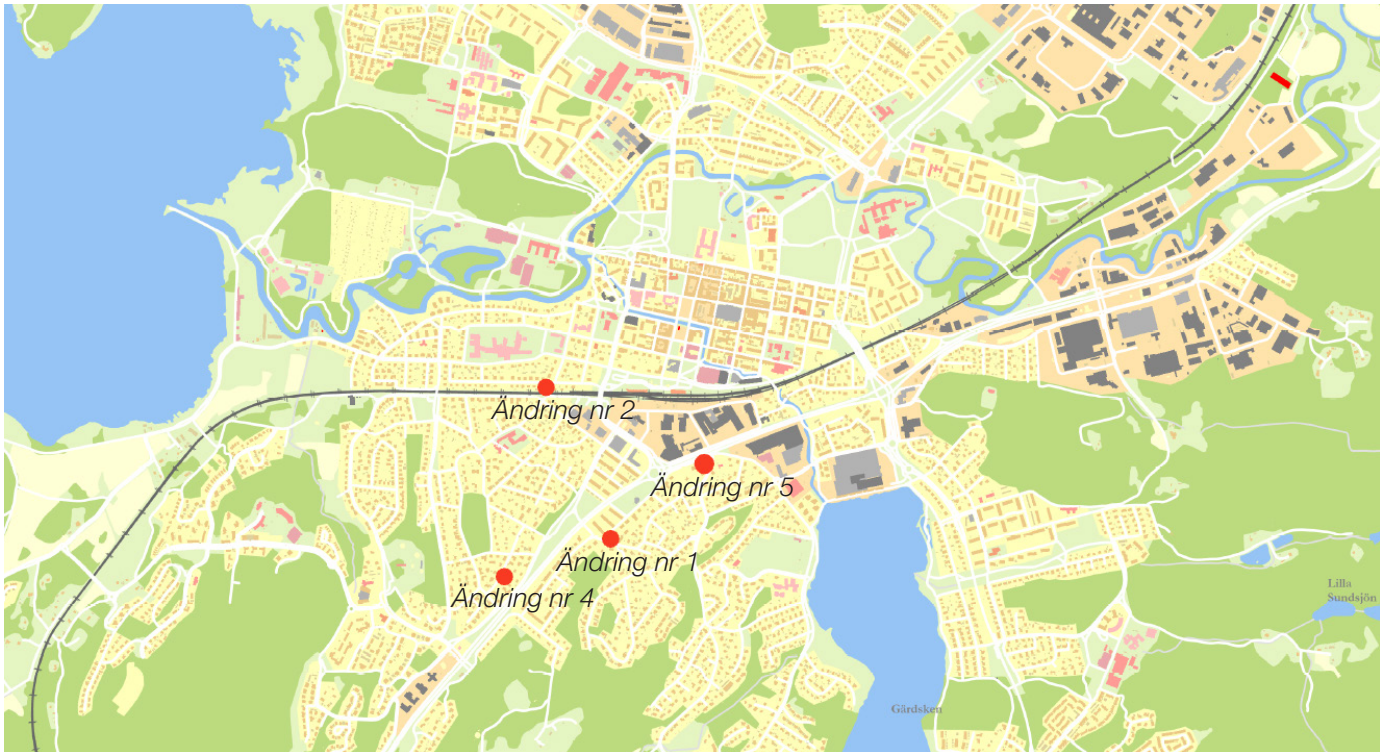 Ändring nr 2
Ändring nr 5
Ändring nr 1
Ändring nr 4
Lilla
Sundsjön
Gärdsken